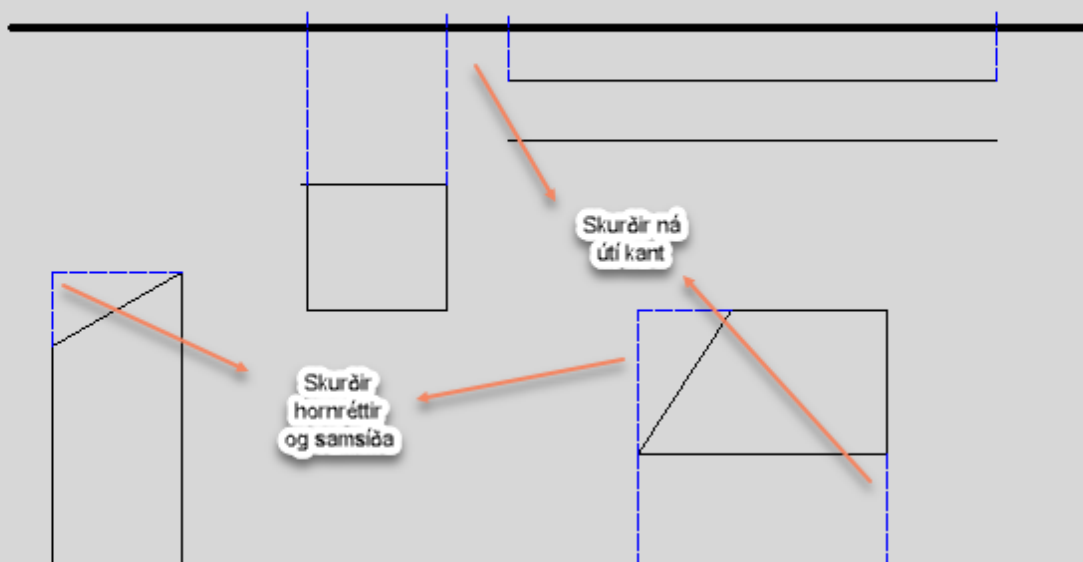 Skurðir ná
útí kant
Skurðir
hornréttir
og samsíða